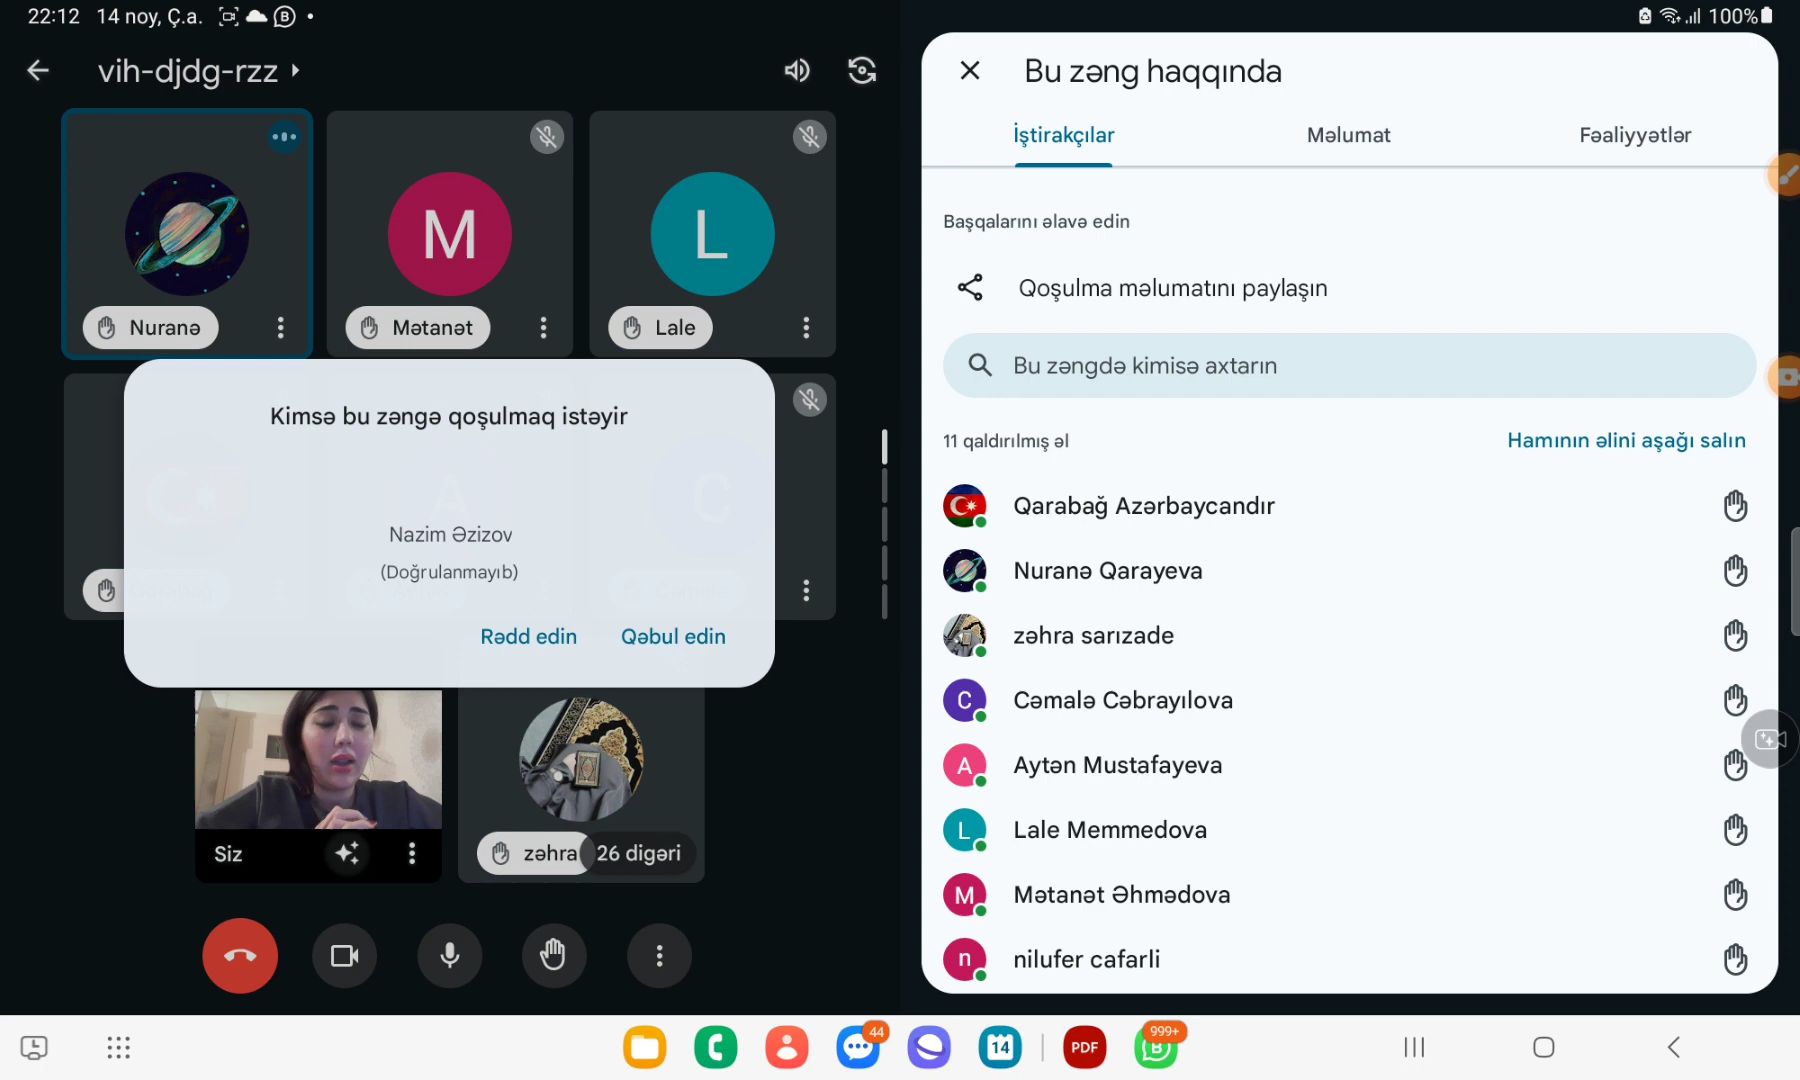 22:12 14 noy, Ç.a.
100%
vih-djdg-rzz
Nuranə
M
Mətanət
L
Lale
Kimsə bu zəngə qoşulmaq istəyir
Nazim Əzizov
(Doğrulanmayıb)
Rədd edin
Qəbul edin
Siz
zəhra
26 digəri
Bu zəng haqqında
İştirakçılar
Məlumat
Fəaliyyətlər
Başqalarını əlavə edin
Qoşulma məlumatını paylaşın
Bu zəngdə kimisə axtarın
11 qaldırılmış əl
Hamının əlini aşağı salın
Qarabağ Azərbaycandır
Nuranə Qarayeva
zəhra sarızade
C
Cəmalə Cəbrayılova
A
Aytən Mustafayeva
L
Lale Memmedova
M
Mətanət Əhmədova
n
nilufer cafarli
44
14
PDF
999+
B